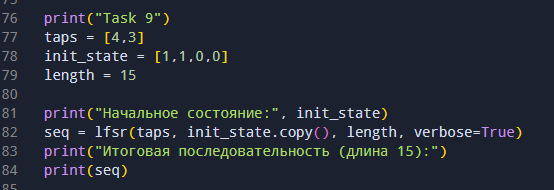 76 print("Task 9")
77 taps = [4,3]
78 init_state = [1,1,0,0]
79 length = 15
80
81 print("Начальное состояние:", init_state)
82 seq = lfsr(taps, init_state.copy(), length, verbose=True)
83 print("Итоговая последовательность (длина 15):")
84 print(seq)